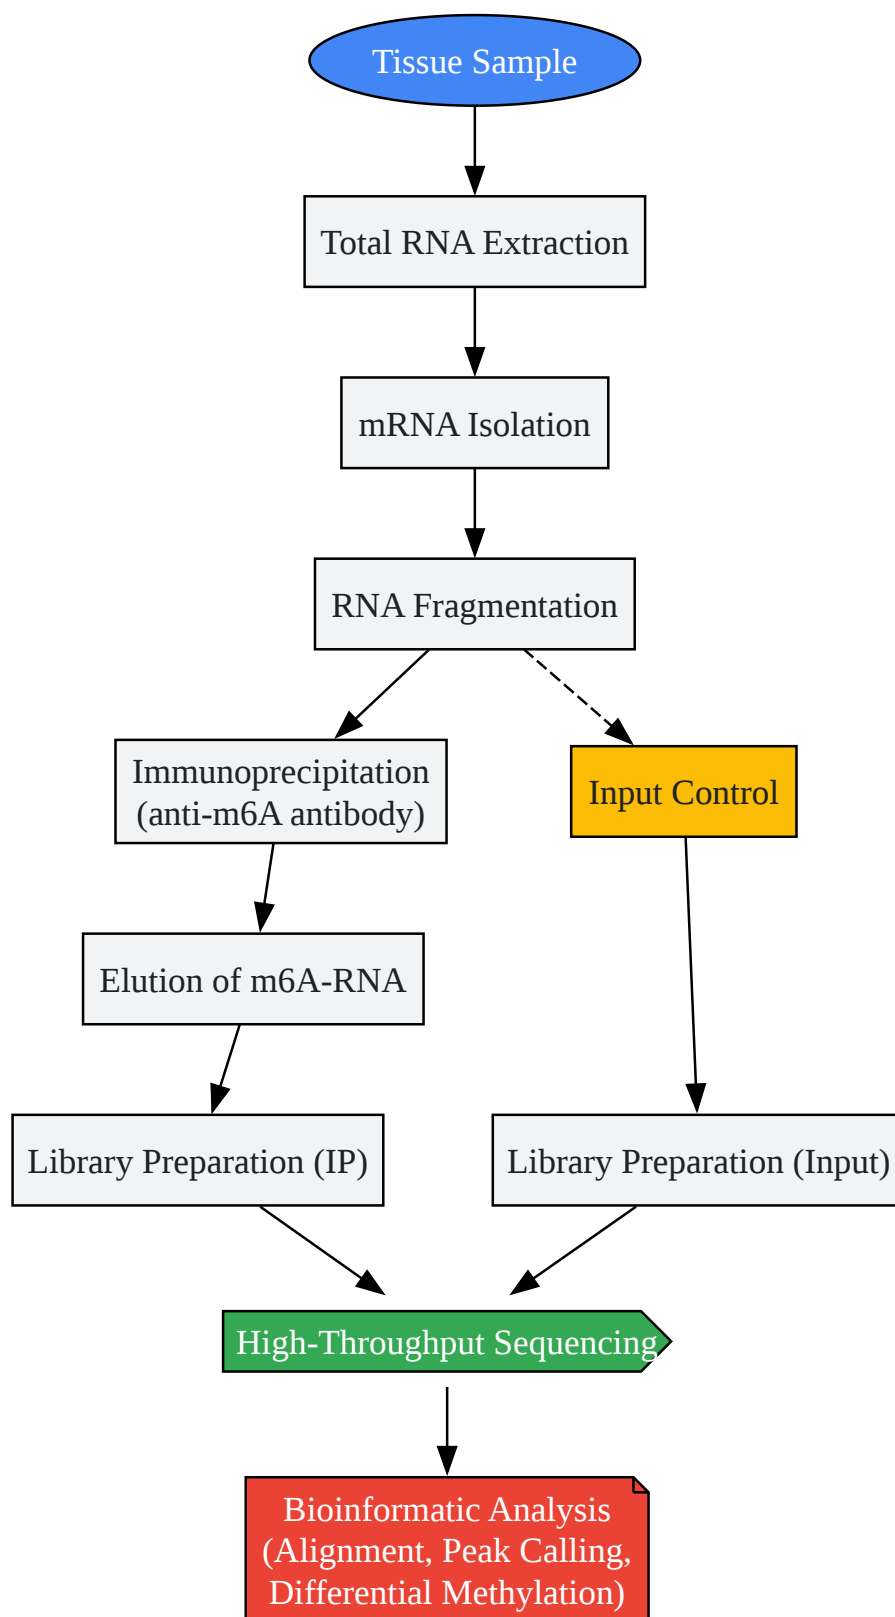 Tissue Sample
Total RNA Extraction
mRNA Isolation
RNA Fragmentation
Immunoprecipitation
(anti-m6A antibody)
Input Control
Elution of m6A-RNA
Library Preparation (IP)
Library Preparation (Input)
High-Throughput Sequencing
Bioinformatic Analysis
(Alignment, Peak Calling,
Differential Methylation)